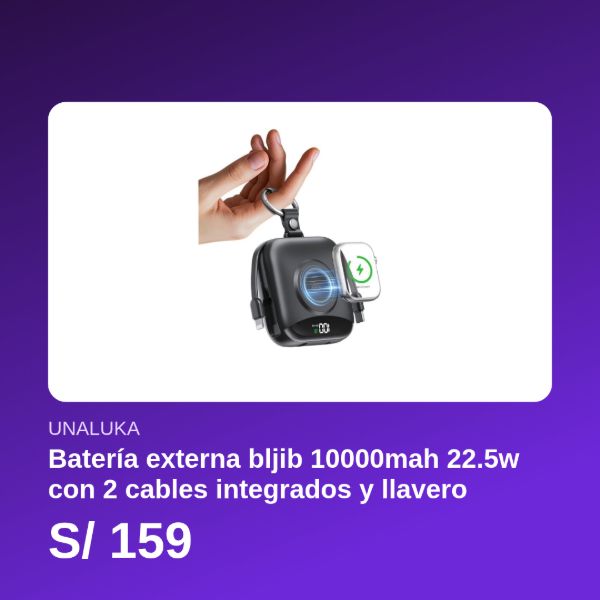 UNALUKA
Batería externa bljib 10000mah 22.5w
con 2 cables integrados y llavero
S/ 159